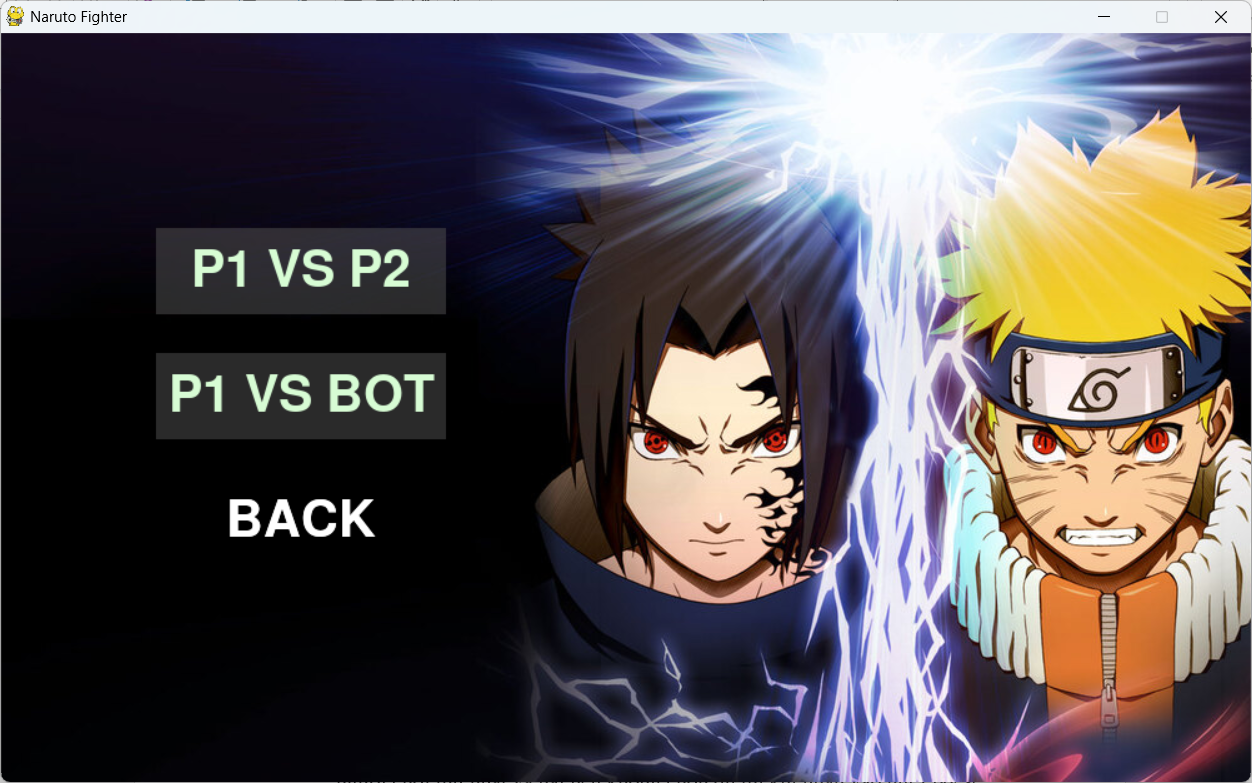 Naruto Fighter
P1 VS P2
P1 VS BOT
BACK